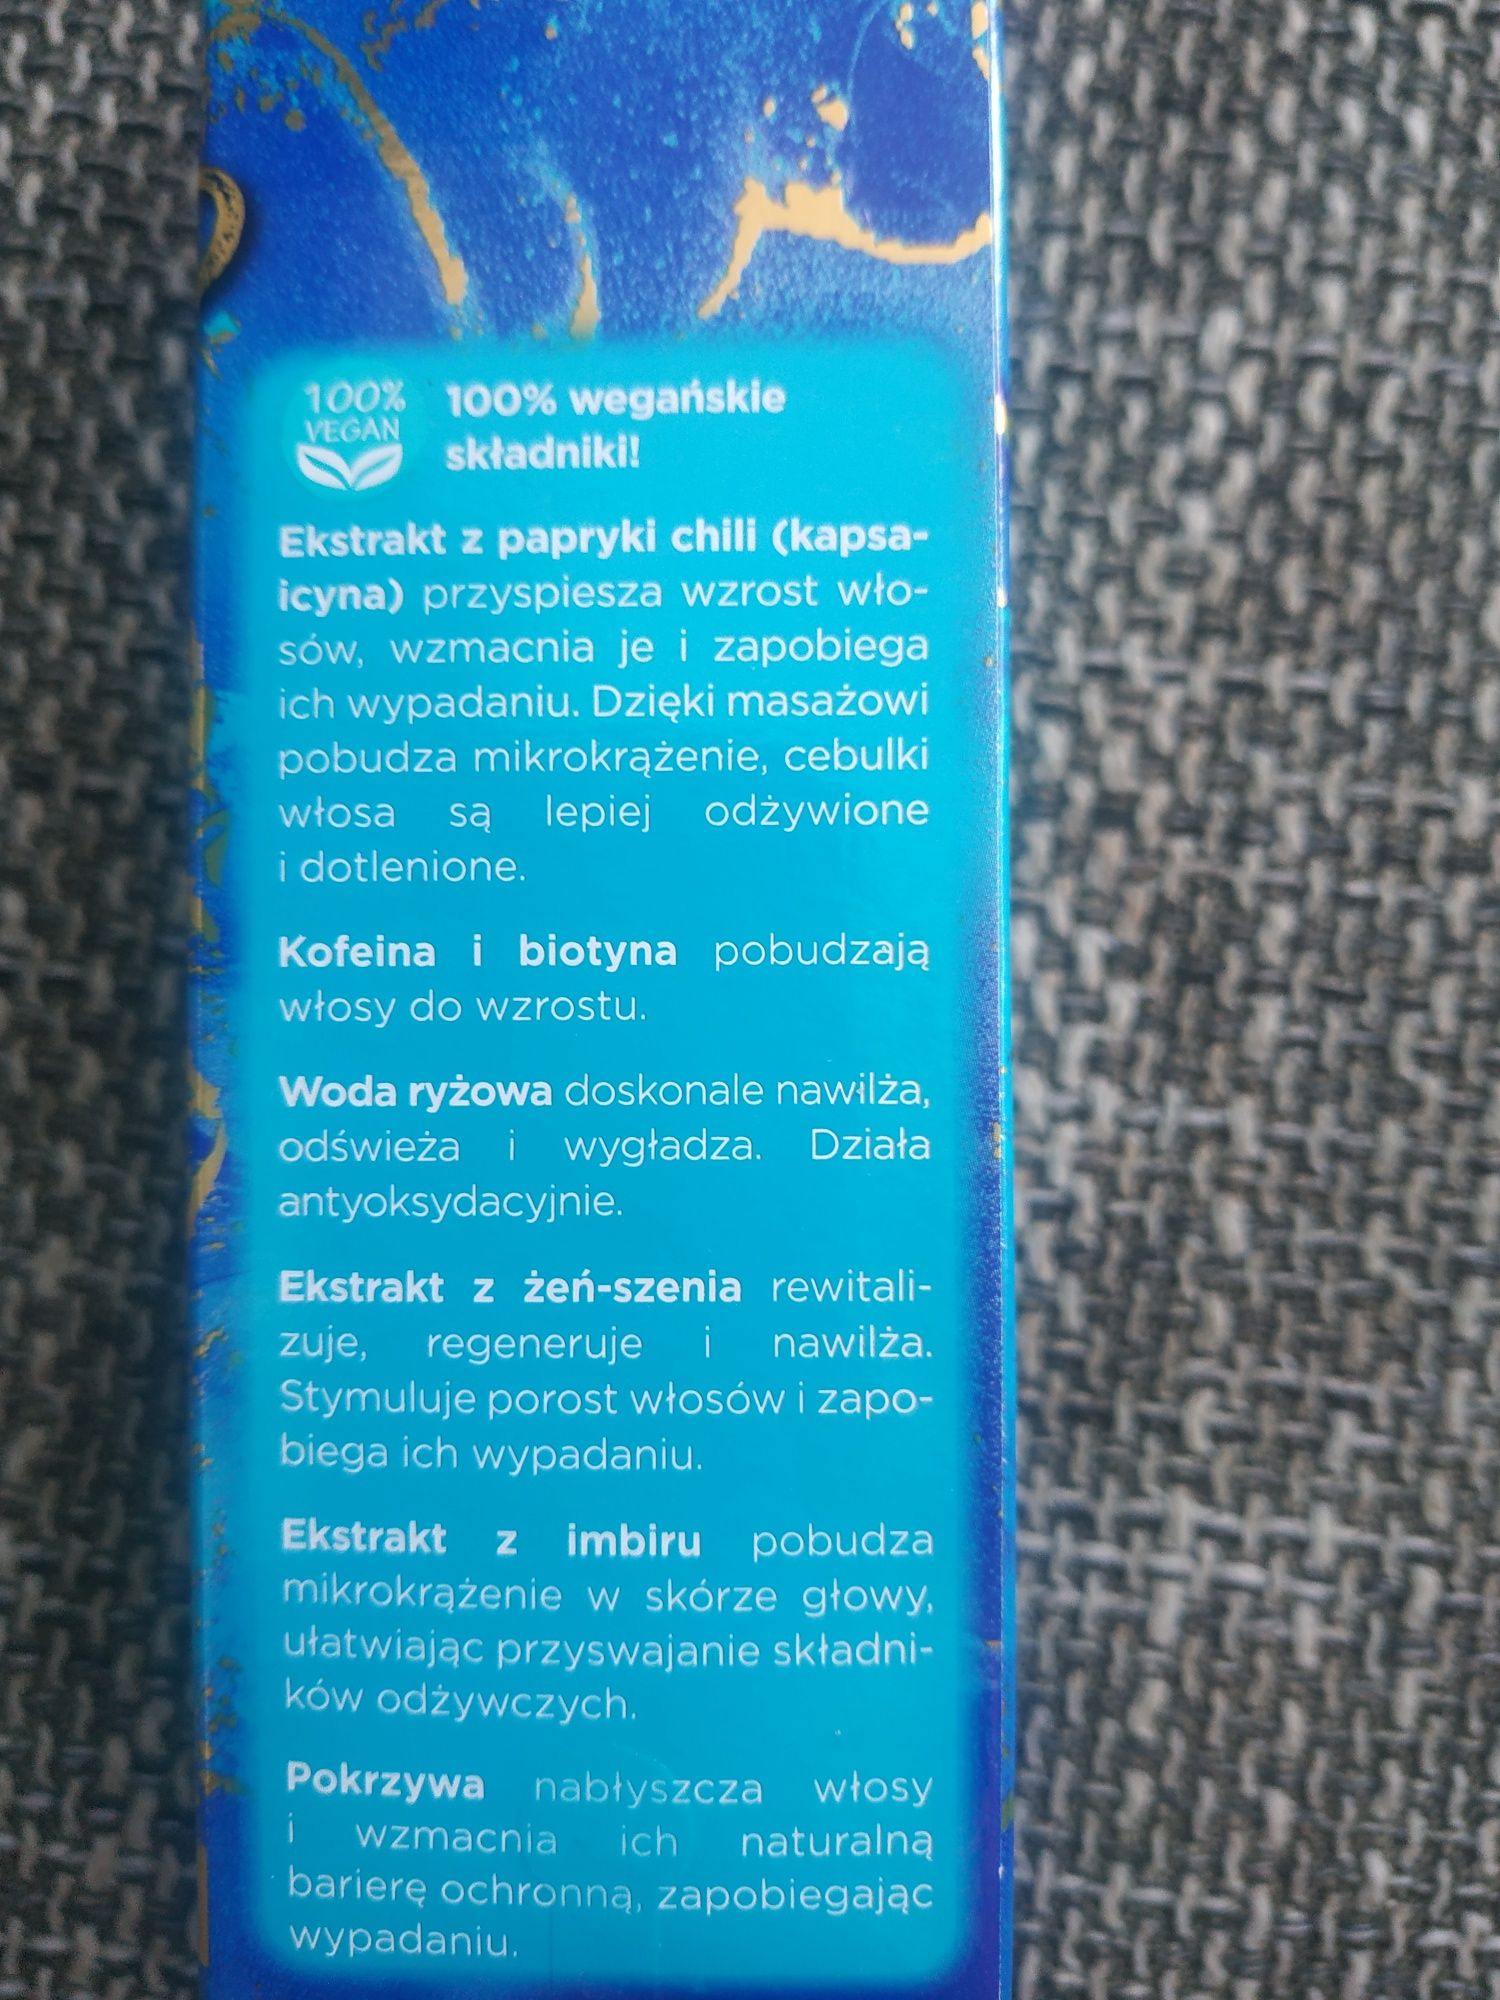 100%
VEGAN
100% wegańskie
składniki!
Ekstrakt z papryki chili (kapsa-
icyna) przyspiesza wzrost wło-
sów, wzmacnia je i zapobiega
ich wypadaniu. Dzięki masażowi
pobudza mikrokrążenie, cebulki
włosa są lepiej odżywione
i dotlenione.
Kofeina i biotyna pobudzają
włosy do wzrostu.
Woda ryżowa doskonale nawilża,
odświeża i wygładza. Działa
antyoksydacyjnie.
Ekstrakt z żeń-szenia rewitali-
zuje, regeneruje i nawilża.
Stymuluje porost włosów i zapo-
biega ich wypadaniu.
Ekstrakt z imbiru pobudza
mikrokrążenie w skórze głowy,
ułatwiając przyswajanie składni-
ków odżywczych.
Pokrzywa nabłyszcza włosy
i wzmacnia ich naturalną
barierę ochronną, zapobiegając
wypadaniu.